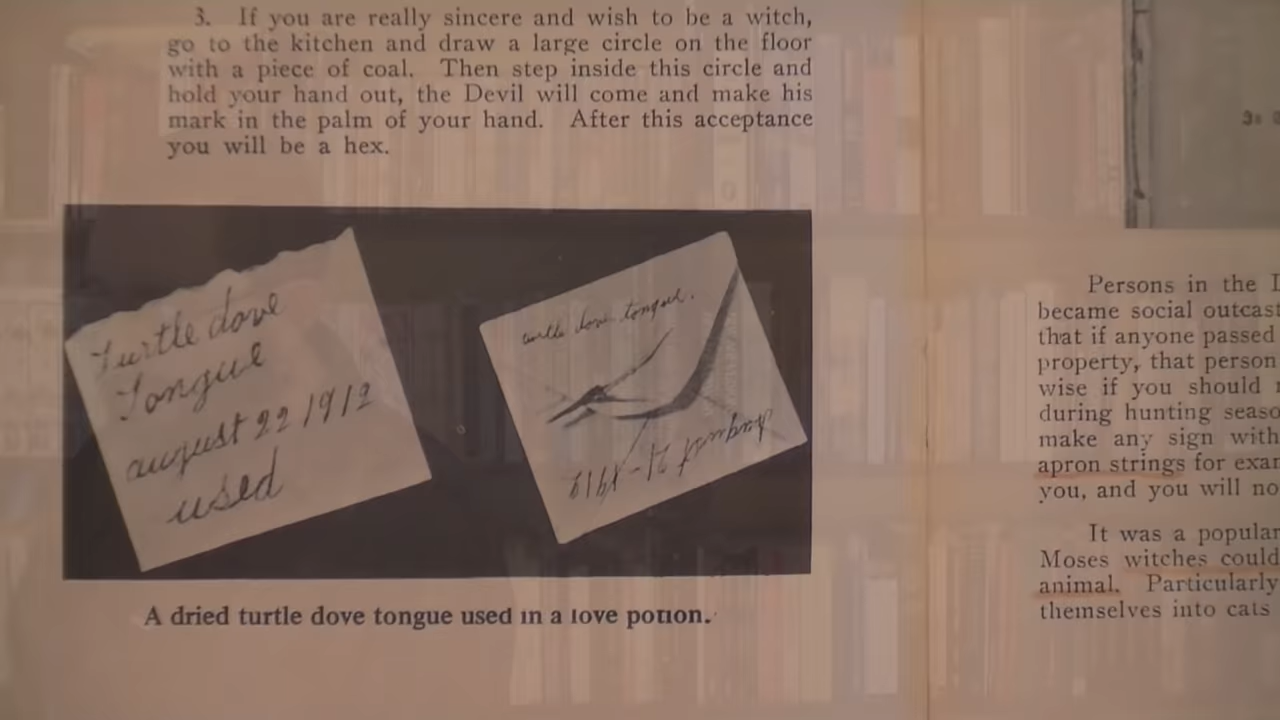 3. If you are really sincere and wish to be a witch,
go to the kitchen and draw a large circle on the floor
with a piece of coal. Then step inside this circle and
hold your hand out, the Devil will come and make his
mark in the palm of your hand. After this acceptance
you will be a hex.
Turtle dove
Tongue
august 22 1912
used
turtle dove tongue.
August 21-1912
A dried turtle dove tongue used in a love potion.
Persons in the
became social outcast
that if anyone passed
property, that person
wise if you should
during hunting seaso
make any sign with
apron strings for exa
you, and you will no
It was a popular
Moses witches could
animal. Particularly
themselves into cats